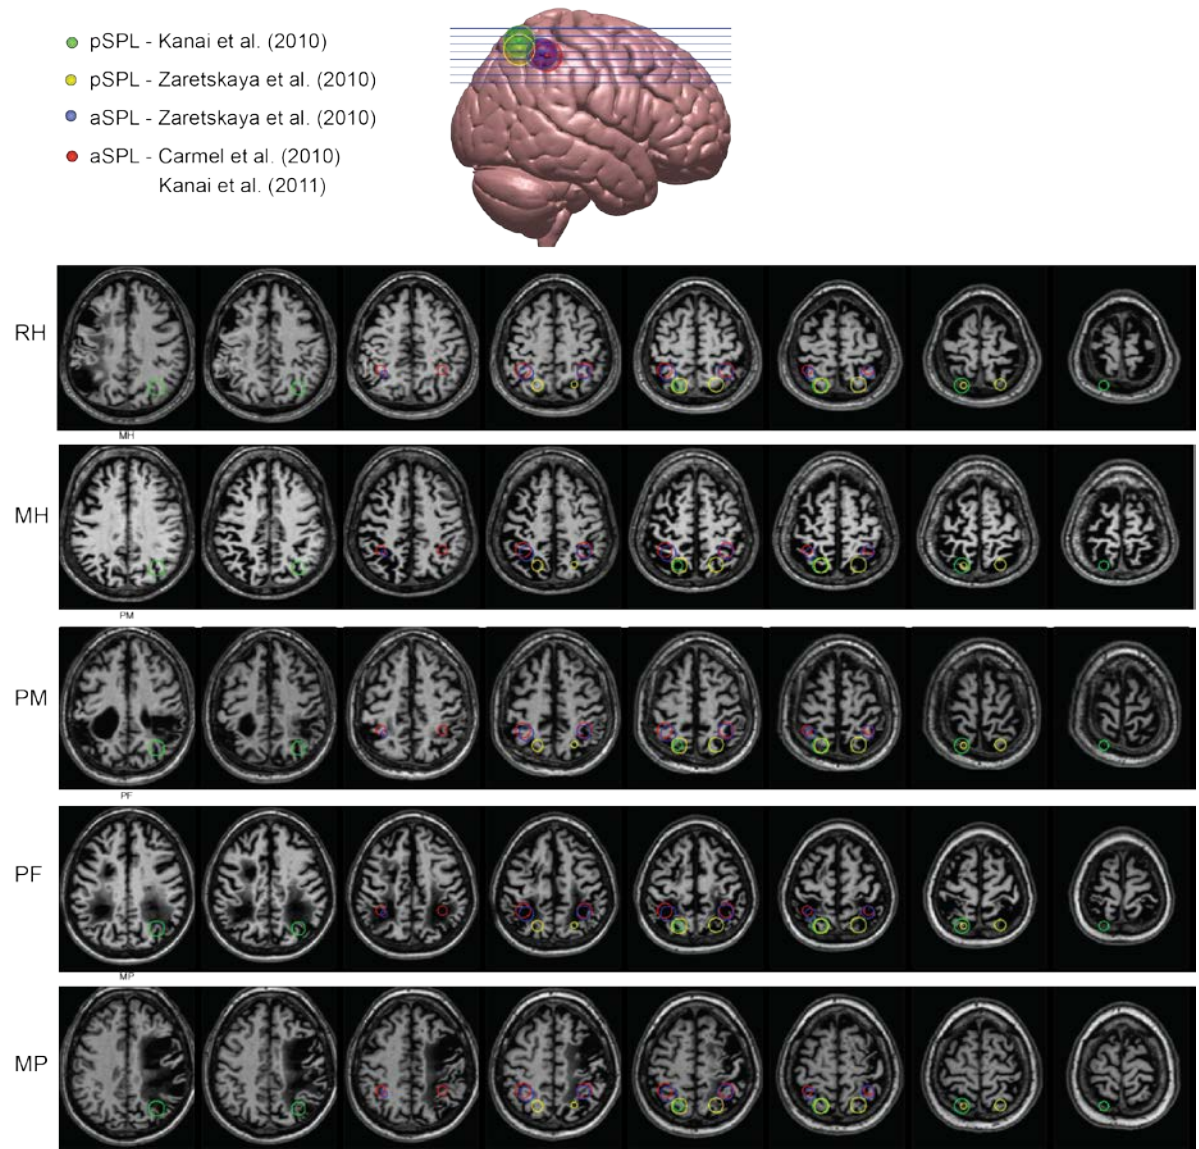 pSPL - Kanai et al. (2010)
pSPL - Zaretskaya et al. (2010)
aSPL - Zaretskaya et al. (2010)
aSPL - Carmel et al. (2010)
Kanai et al. (2011)
RH
MH
MH
PM
PM
PF
PF
MP
MP